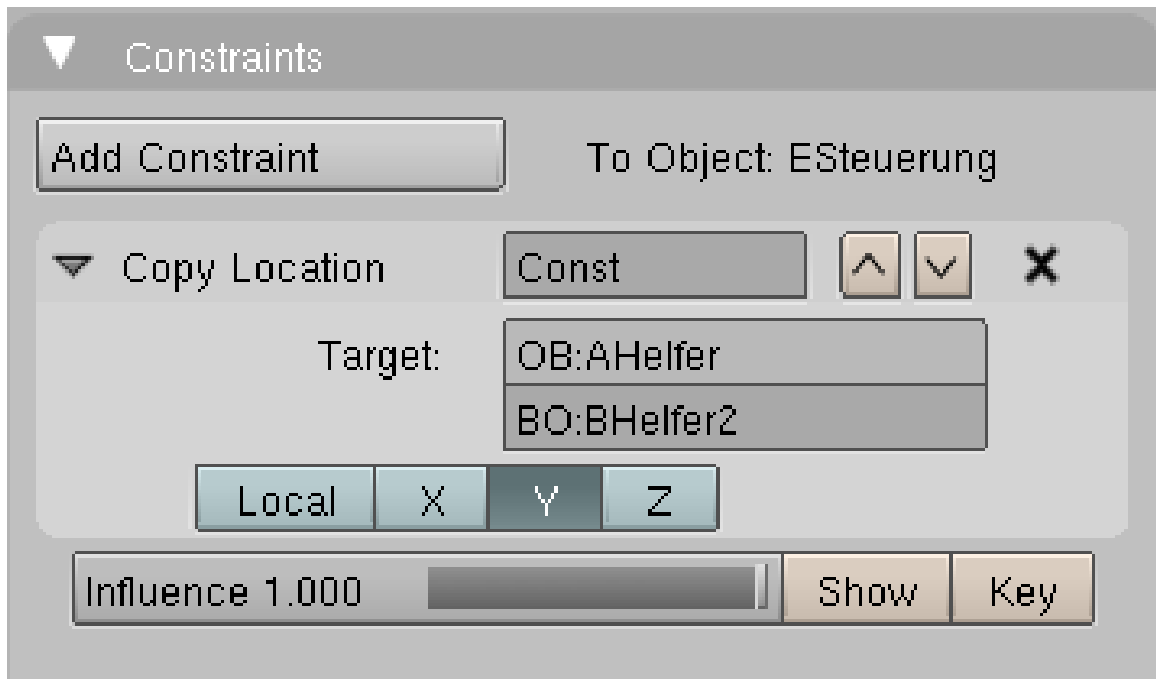 Constraints
Add Constraint To Object: ESteuerung
Copy Location Const
Target: OB:AHelfer
BO:BHelfer2
Local X Y Z
Influence 1.000 Show Key